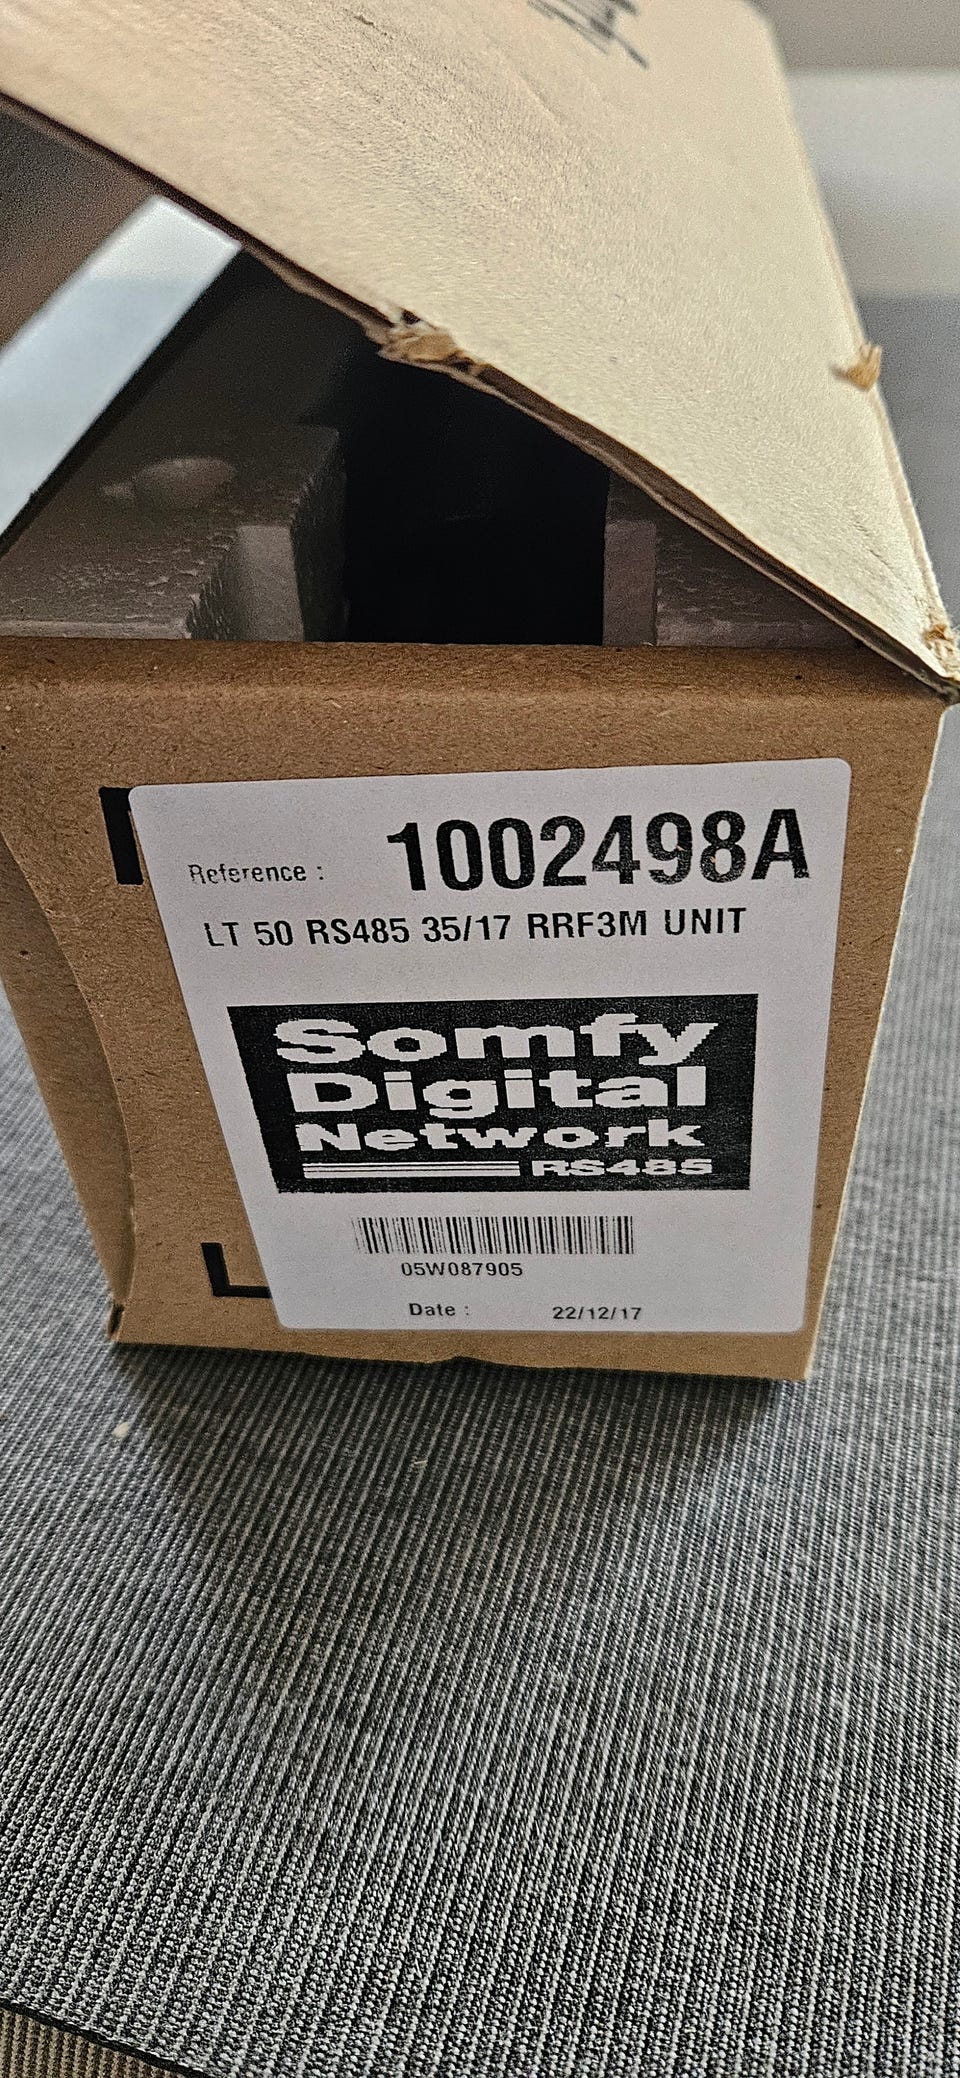 Reference : 1002498A
LT 50 RS485 35/17 RRF3M UNIT
Somfy
Digital
Network
RS485
05W087905
Date : 22/12/17